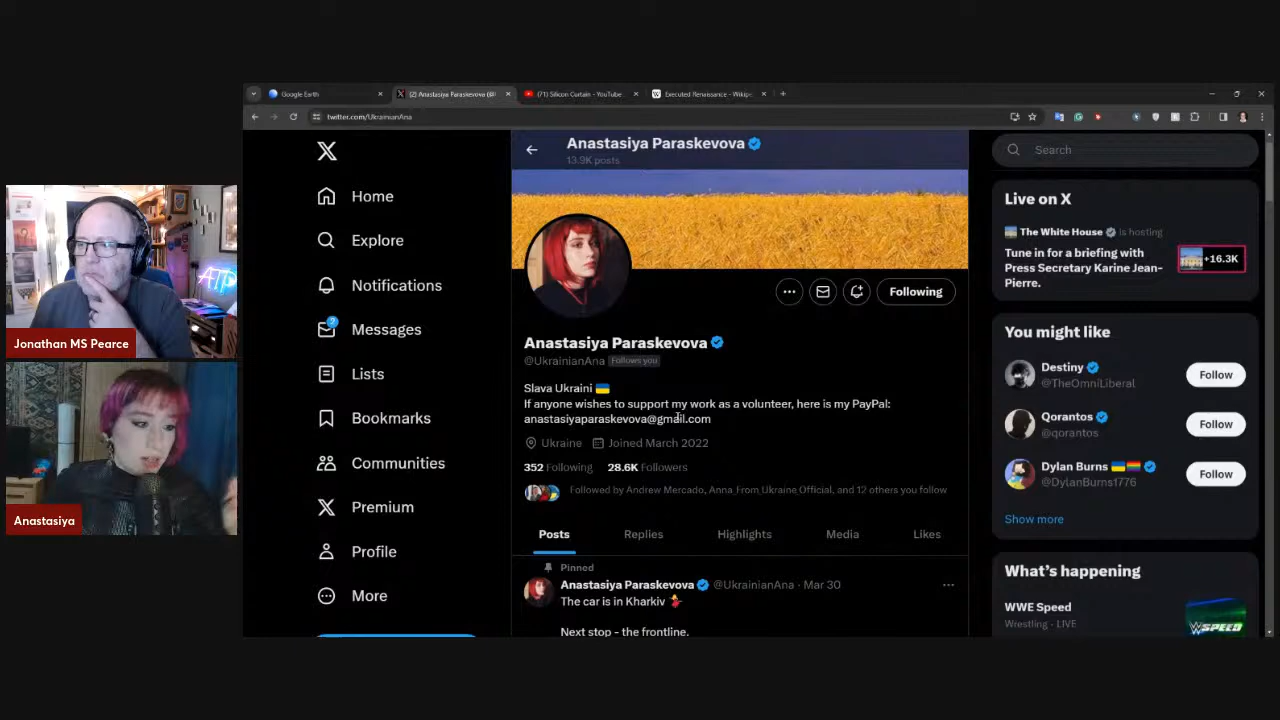 Google Earth
(2) Anastasiya Paraskevova (@
(71) Silicon Curtain - YouTube
Executed Renaissance - Wikipe
twitter.com/UkrainianAna
Anastasiya Paraskevova
13.9K posts
Search
Home
Explore
Notifications
2
Messages
Lists
Bookmarks
Communities
Premium
Profile
More
Following
Anastasiya Paraskevova
@UkrainianAna Follows you
Slava Ukraini
If anyone wishes to support my work as a volunteer, here is my PayPal:
anastasiyaparaskevova@gmail.com
Ukraine Joined March 2022
352 Following 28.6K Followers
Followed by Andrew Mercado, Anna_From_Ukraine_Official, and 12 others you follow
Posts Replies Highlights Media Likes
Pinned
Anastasiya Paraskevova @UkrainianAna · Mar 30
The car is in Kharkiv
Next stop - the frontline.
Live on X
The White House is hosting
Tune in for a briefing with
Press Secretary Karine Jean-
Pierre.
+16.3K
You might like
Destiny
@TheOmniLiberal
Follow
Qorantos
@qorantos
Follow
Dylan Burns
@DylanBurns1776
Follow
Show more
What's happening
WWE Speed
Wrestling · LIVE
SPEED
ATP
Jonathan MS Pearce
Anastasiya